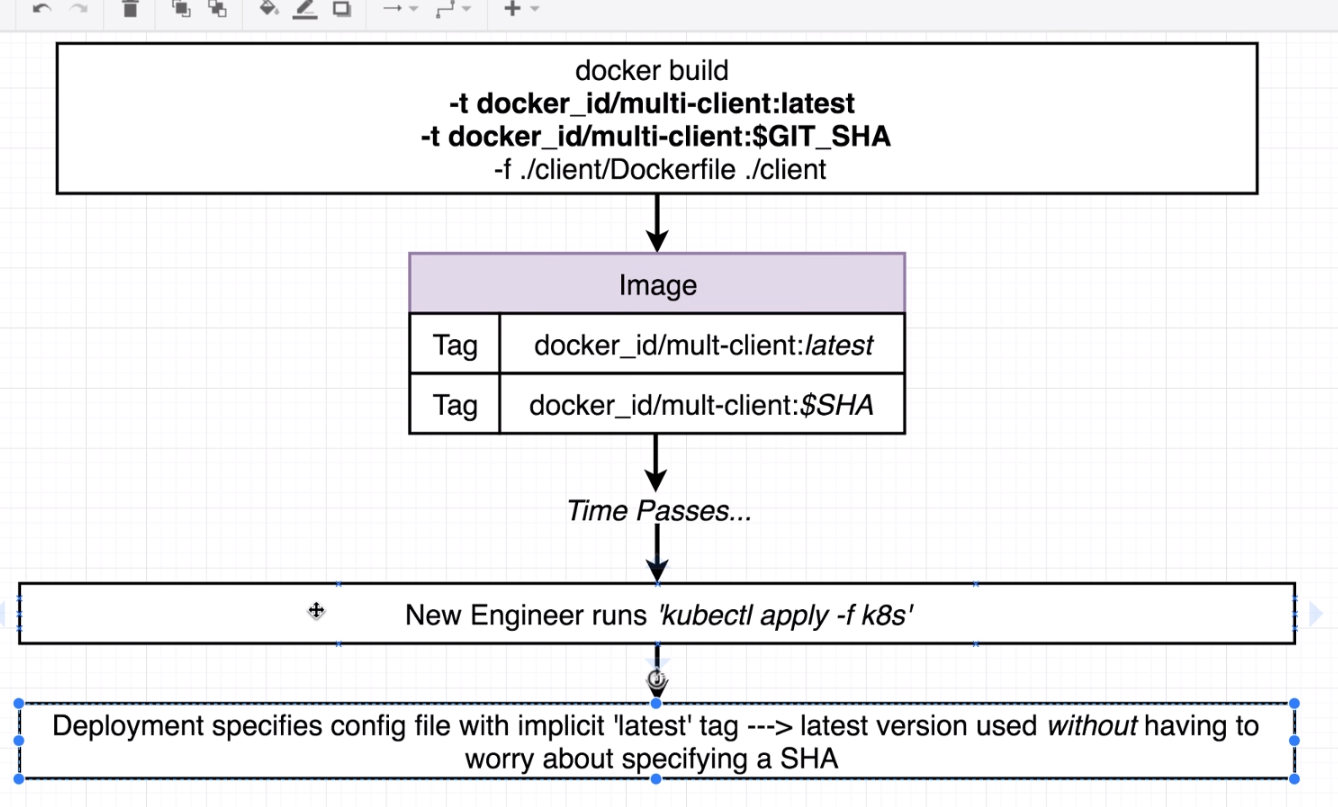 docker build
-t docker_id/multi-client:latest
-t docker_id/multi-client:$GIT_SHA
-f ./client/Dockerfile ./client
Image
Tag docker_id/mult-client:latest
Tag docker_id/mult-client:$SHA
Time Passes...
New Engineer runs 'kubectl apply -f k8s'
Deployment specifies config file with implicit 'latest' tag ---> latest version used without having to
worry about specifying a SHA